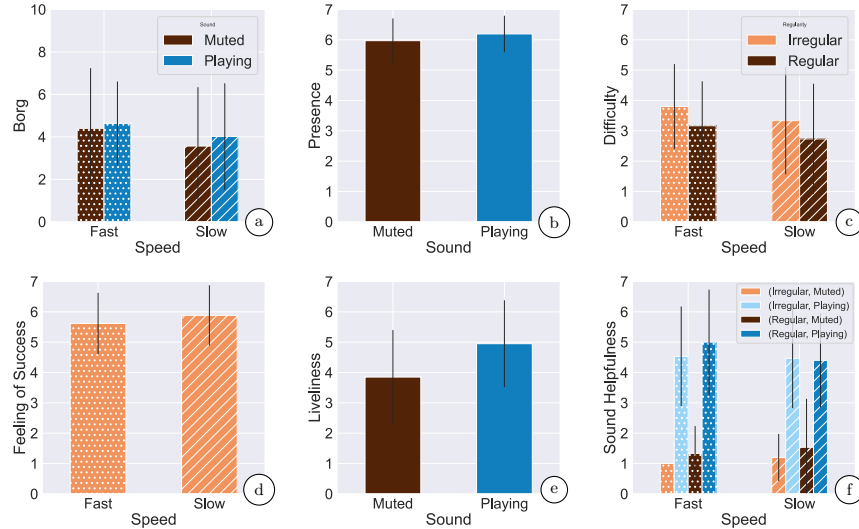 10
8
6
4
2
0
Borg
Sound
Muted
Playing
Fast
Slow
Speed
a
7
6
5
4
3
2
1
0
Presence
Muted
Playing
Sound
b
7
6
5
4
3
2
1
0
Difficulty
Regularity
Irregular
Regular
Fast
Slow
Speed
c
7
6
5
4
3
2
1
0
Feeling of Success
Fast
Slow
Speed
d
7
6
5
4
3
2
1
0
Liveliness
Muted
Playing
Sound
e
7
6
5
4
3
2
1
0
Sound Helpfulness
(Irregular, Muted)
(Irregular, Playing)
(Regular, Muted)
(Regular, Playing)
Fast
Slow
Speed
f